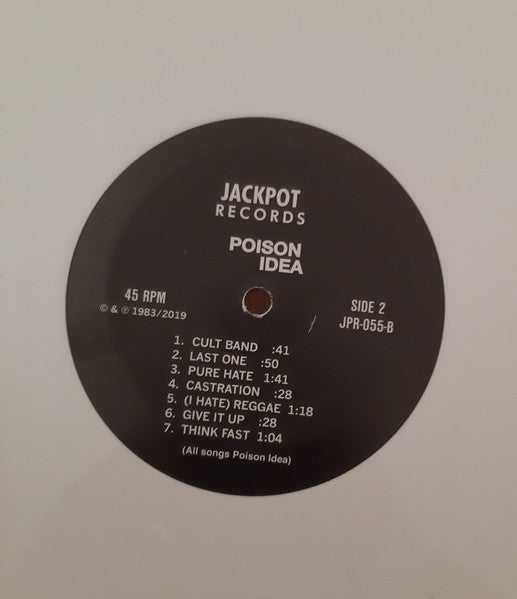 JACKPOT
RECORDS
POISON
IDEA
45 RPM
© & ℗ 1983/2019
SIDE 2
JPR-055-B
1. CULT BAND :41
2. LAST ONE :50
3. PURE HATE 1:41
4. CASTRATION :28
5. (I HATE) REGGAE 1:18
6. GIVE IT UP :28
7. THINK FAST 1:04
(All songs Poison Idea)